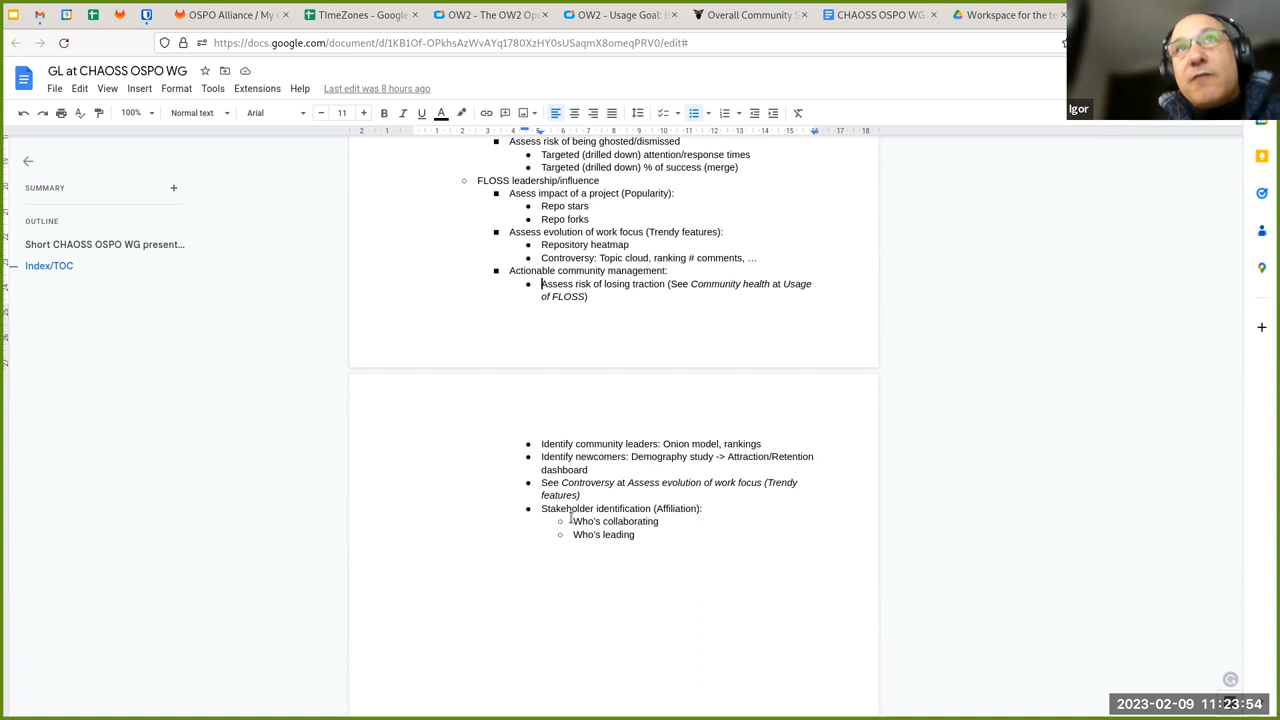 OSPO Alliance / My G
TImeZones - Google
OW2 - The OW2 Ope
OW2 - Usage Goal: B
Overall Community S
CHAOSS OSPO WG
Workspace for the te
https://docs.google.com/document/d/1KB1Of-OPkhsAzWvAYq1780XzHY0sUSaqmX8omeqPRV0/edit#
GL at CHAOSS OSPO WG
File Edit View Insert Format Tools Extensions Help Last edit was 8 hours ago
100% Normal text Arial 11
Igor
SUMMARY
OUTLINE
Short CHAOSS OSPO WG present...
Index/TOC
Assess risk of being ghosted/dismissed
Targeted (drilled down) attention/response times
Targeted (drilled down) % of success (merge)
FLOSS leadership/influence
Asess impact of a project (Popularity):
Repo stars
Repo forks
Assess evolution of work focus (Trendy features):
Repository heatmap
Controversy: Topic cloud, ranking # comments, …
Actionable community management:
Assess risk of losing traction (See Community health at Usage
of FLOSS)
Identify community leaders: Onion model, rankings
Identify newcomers: Demography study -> Attraction/Retention
dashboard
See Controversy at Assess evolution of work focus (Trendy
features)
Stakeholder identification (Affiliation):
Who's collaborating
Who's leading
2023-02-09 11:23:54